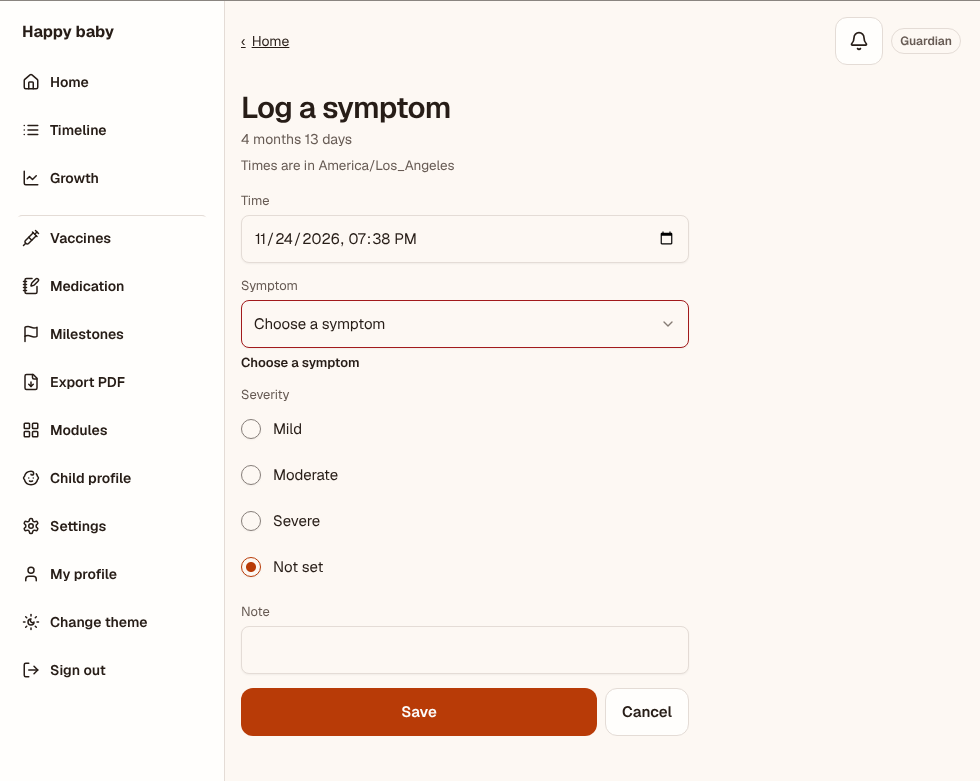 Happy baby
Home
Timeline
Growth
Vaccines
Medication
Milestones
Export PDF
Modules
Child profile
Settings
My profile
Change theme
Sign out
‹ Home
Guardian
Log a symptom
4 months 13 days
Times are in America/Los_Angeles
Time
11/24/2026, 07:38 PM
Symptom
Choose a symptom
Choose a symptom
Severity
Mild
Moderate
Severe
Not set
Note
Save
Cancel